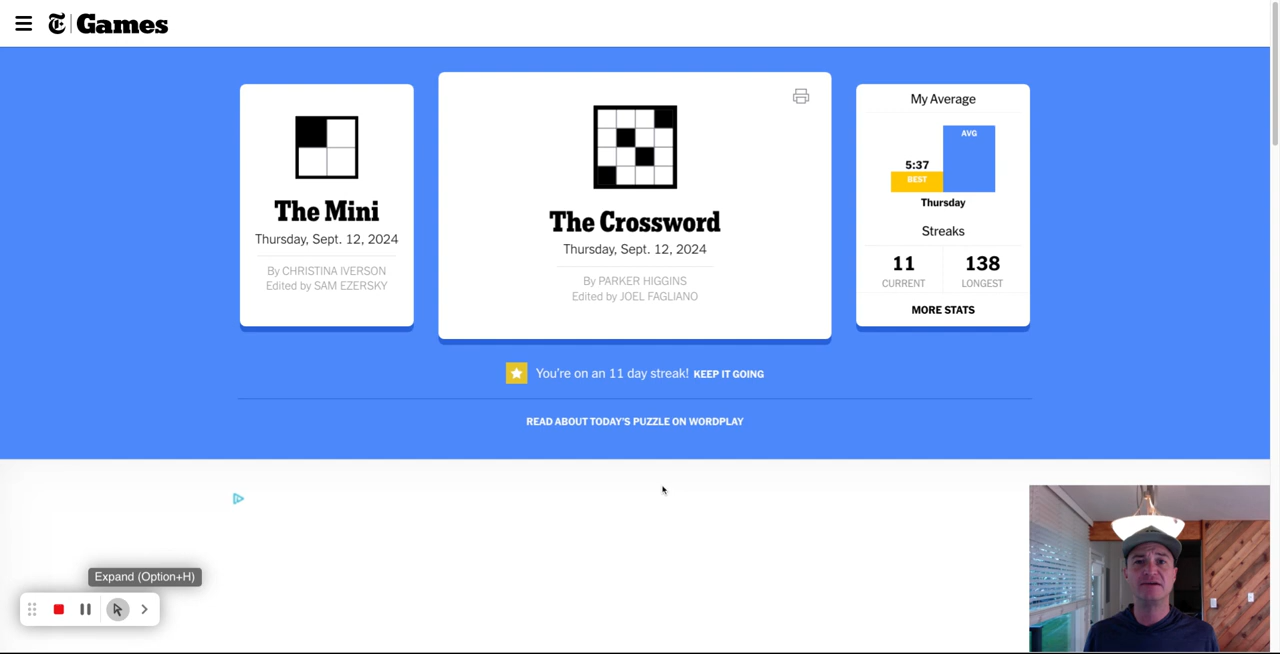 T Games
The Mini
Thursday, Sept. 12, 2024
By CHRISTINA IVERSON
Edited by SAM EZERSKY
The Crossword
Thursday, Sept. 12, 2024
By PARKER HIGGINS
Edited by JOEL FAGLIANO
My Average
AVG
5:37
BEST
Thursday
Streaks
11 138
CURRENT LONGEST
MORE STATS
You're on an 11 day streak! KEEP IT GOING
READ ABOUT TODAY'S PUZZLE ON WORDPLAY
Expand (Option+H)